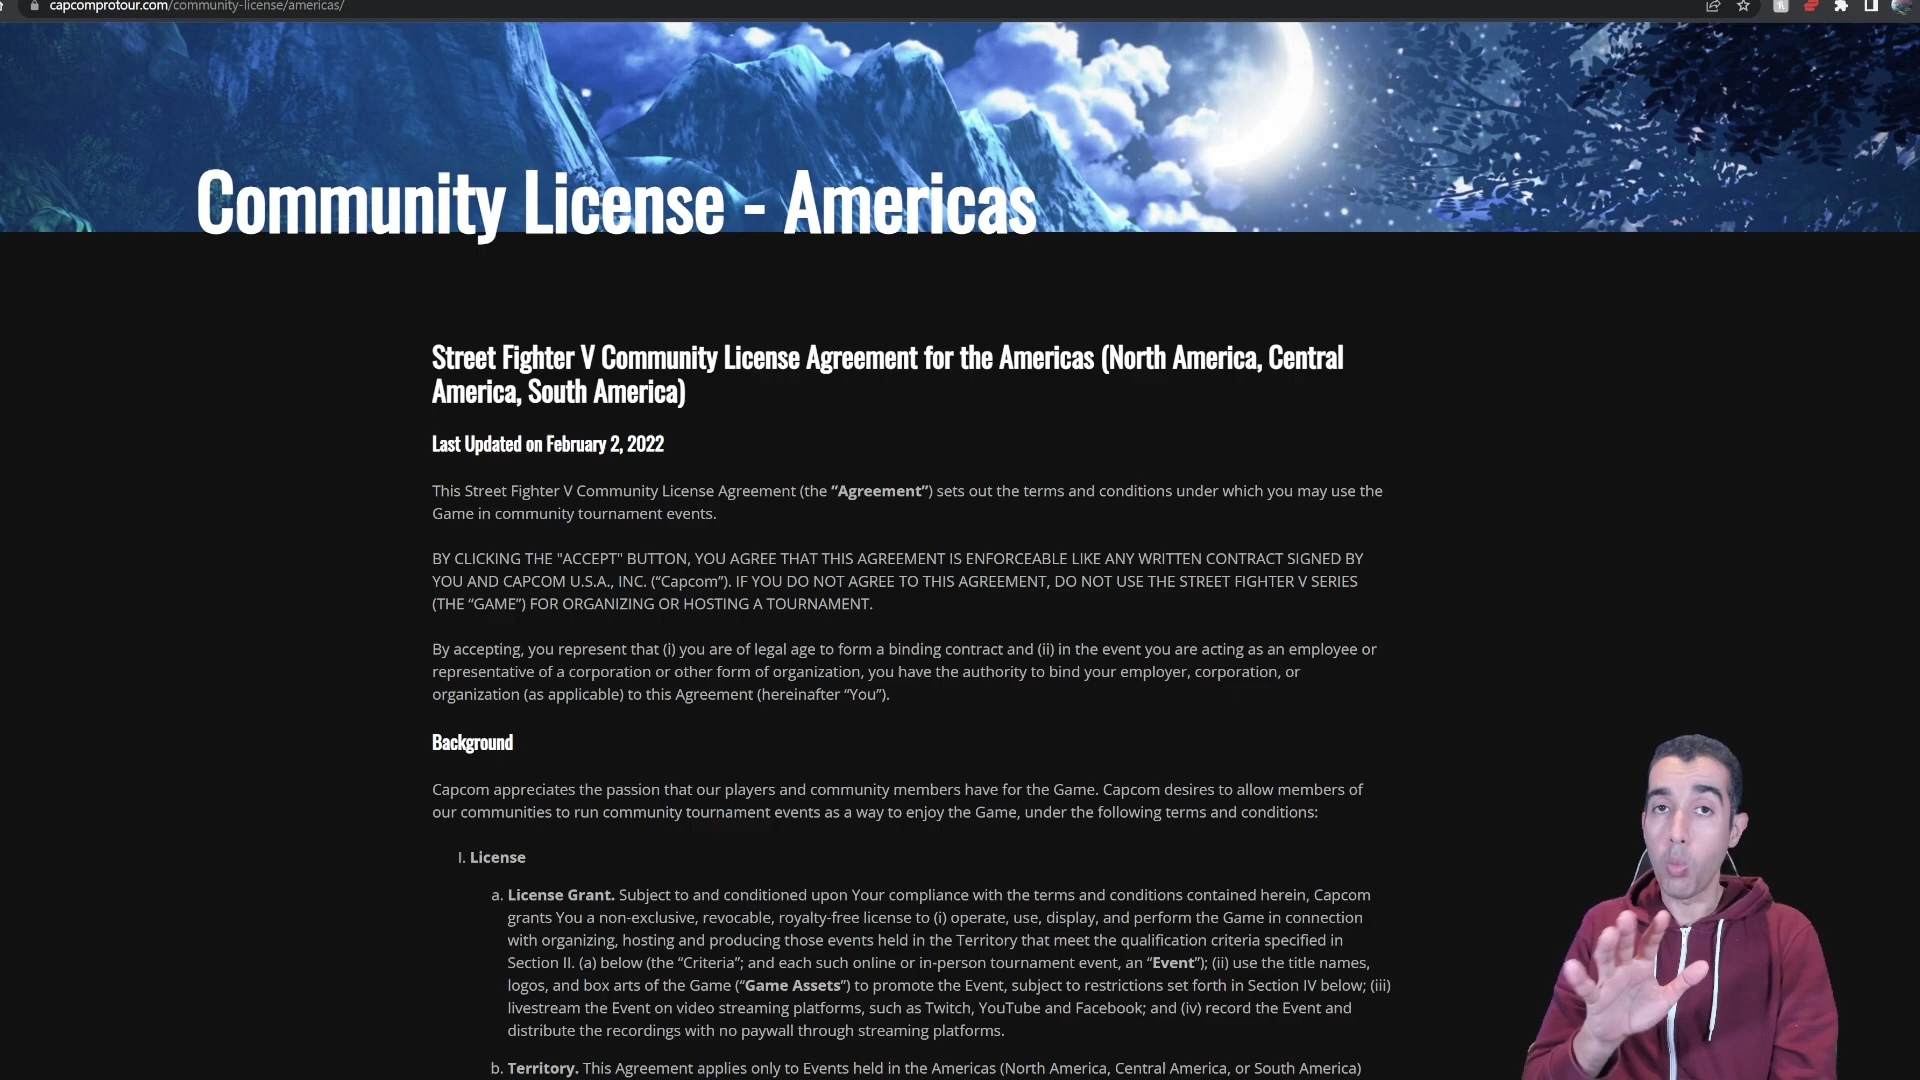 capcomprotour.com/community-license/americas/
Community License - Americas
Street Fighter V Community License Agreement for the Americas (North America, Central
America, South America)
Last Updated on February 2, 2022
This Street Fighter V Community License Agreement (the “Agreement”) sets out the terms and conditions under which you may use the
Game in community tournament events.
BY CLICKING THE "ACCEPT" BUTTON, YOU AGREE THAT THIS AGREEMENT IS ENFORCEABLE LIKE ANY WRITTEN CONTRACT SIGNED BY
YOU AND CAPCOM U.S.A., INC. (“Capcom”). IF YOU DO NOT AGREE TO THIS AGREEMENT, DO NOT USE THE STREET FIGHTER V SERIES
(THE “GAME”) FOR ORGANIZING OR HOSTING A TOURNAMENT.
By accepting, you represent that (i) you are of legal age to form a binding contract and (ii) in the event you are acting as an employee or
representative of a corporation or other form of organization, you have the authority to bind your employer, corporation, or
organization (as applicable) to this Agreement (hereinafter “You”).
Background
Capcom appreciates the passion that our players and community members have for the Game. Capcom desires to allow members of
our communities to run community tournament events as a way to enjoy the Game, under the following terms and conditions:
I. License
a. License Grant. Subject to and conditioned upon Your compliance with the terms and conditions contained herein, Capcom
grants You a non-exclusive, revocable, royalty-free license to (i) operate, use, display, and perform the Game in connection
with organizing, hosting and producing those events held in the Territory that meet the qualification criteria specified in
Section II. (a) below (the “Criteria”; and each such online or in-person tournament event, an “Event”); (ii) use the title names,
logos, and box arts of the Game (“Game Assets”) to promote the Event, subject to restrictions set forth in Section IV below; (iii)
livestream the Event on video streaming platforms, such as Twitch, YouTube and Facebook; and (iv) record the Event and
distribute the recordings with no paywall through streaming platforms.
b. Territory. This Agreement applies only to Events held in the Americas (North America, Central America, or South America)